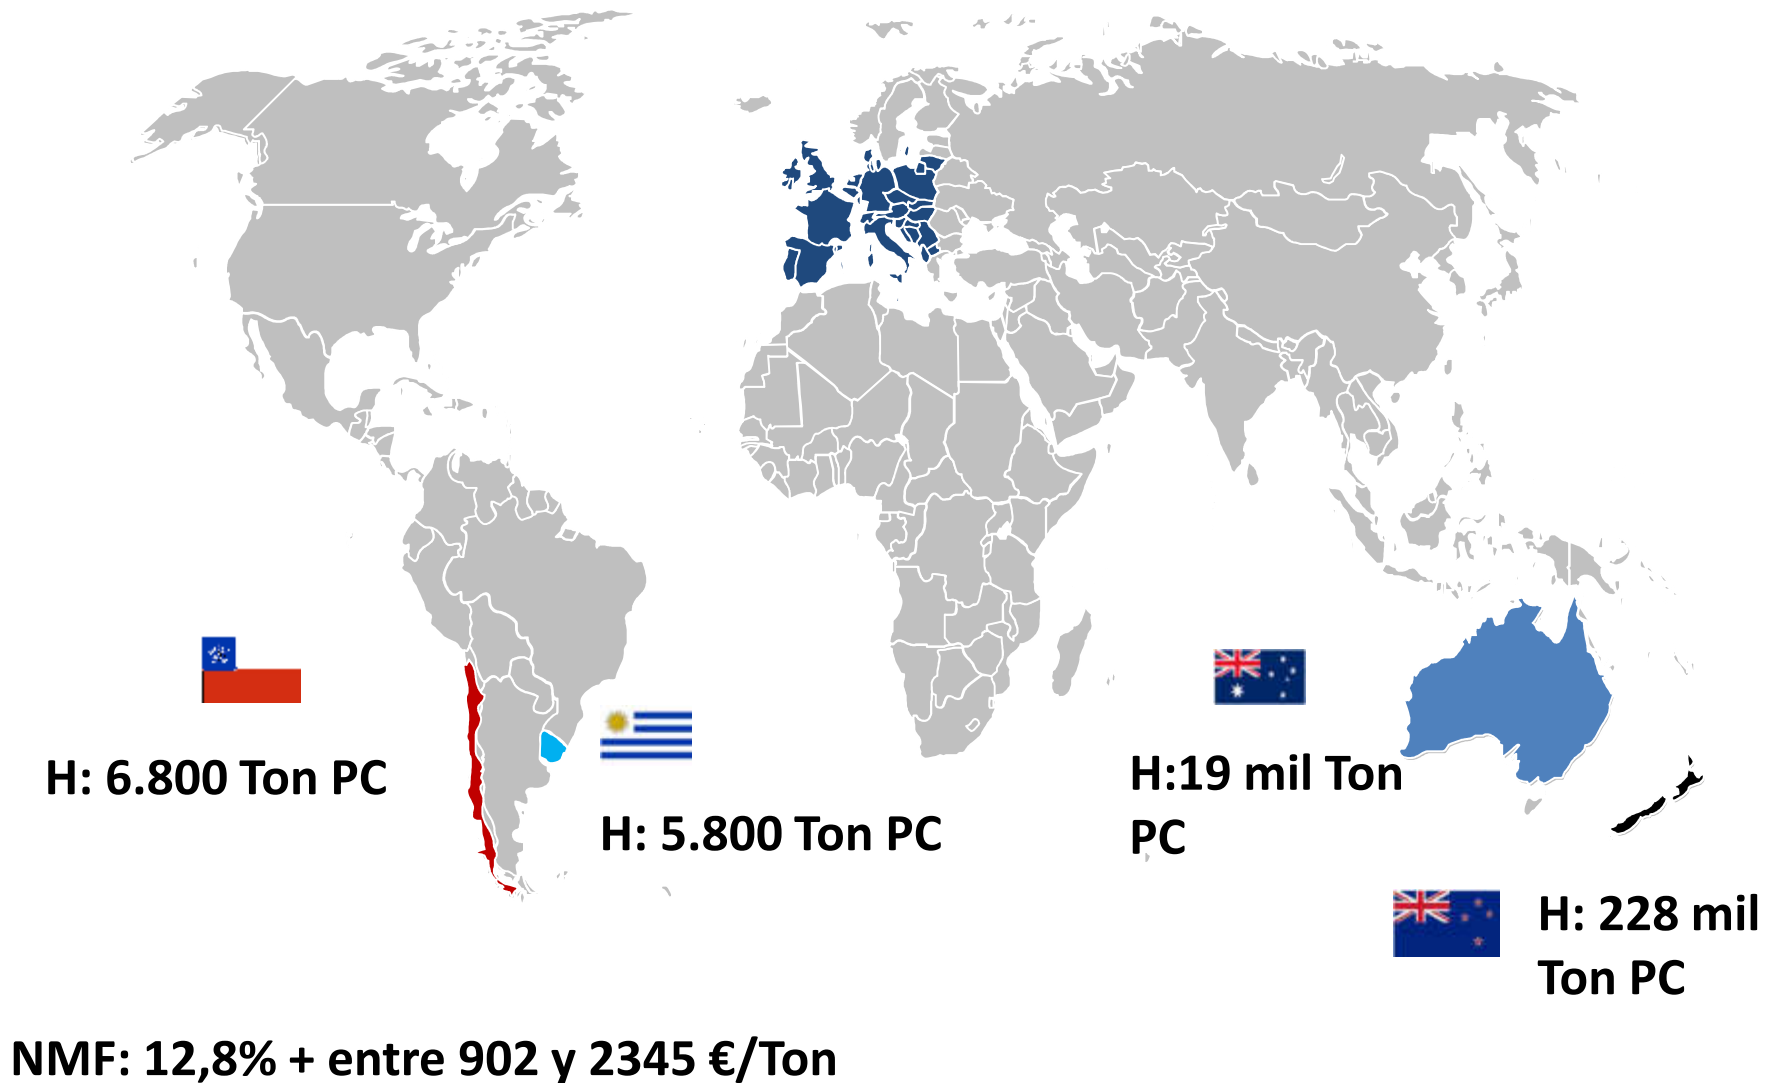 H: 6.800 Ton PC
H: 5.800 Ton PC
H:19 mil Ton
PC
H: 228 mil
Ton PC
NMF: 12,8% + entre 902 y 2345 €/Ton